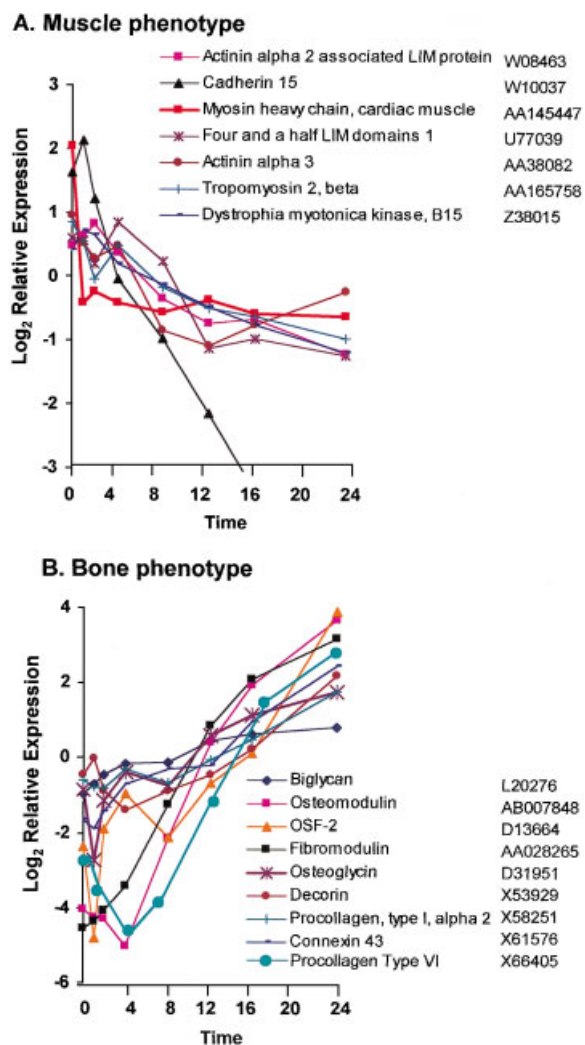 A. Muscle phenotype
Actinin alpha 2 associated LIM protein W08463
Cadherin 15 W10037
Myosin heavy chain, cardiac muscle AA145447
Four and a half LIM domains 1 U77039
Actinin alpha 3 AA38082
Tropomyosin 2, beta AA165758
Dystrophia myotonica kinase, B15 Z38015
Log2 Relative Expression
3
2
1
0
-1
-2
-3
0 4 8 12 16 20 24
Time
B. Bone phenotype
Log2 Relative Expression
4
2
0
-2
-4
-6
Biglycan L20276
Osteomodulin AB007848
OSF-2 D13664
Fibromodulin AA028265
Osteoglycin D31951
Decorin X53929
Procollagen, type I, alpha 2 X58251
Connexin 43 X61576
Procollagen Type VI X66405
0 4 8 12 16 20 24
Time